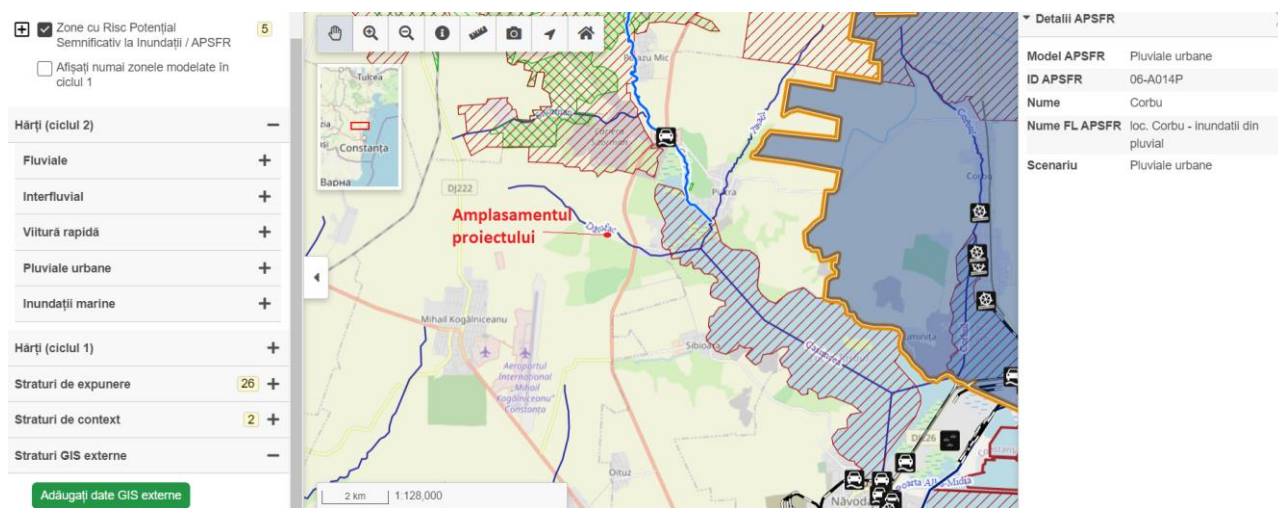 Zone cu Risc Potențial
Semnificativ la Inundații / APSFR
5
Afișați numai zonele modelate în
ciclul 1
Hărți (ciclul 2)
Fluviale
Interfluvial
Viitură rapidă
Pluviale urbane
Inundații marine
Hărți (ciclul 1)
Straturi de expunere
26
Straturi de context
2
Straturi GIS externe
Adăugați date GIS externe
Tulcea
Constanța
Варна
DJ222
Amplasamentul
proiectului
Piatra
Mihail Kogălniceanu
Aeroportul
Internațional
„Mihail
Kogălniceanu"
Constanța
Sibioara
Oituz
Corbu
2 km
1:128,000
Detalii APSFR
Model APSFR Pluviale urbane
ID APSFR 06-A014P
Nume Corbu
Nume FL APSFR loc. Corbu - inundatii din
pluvial
Scenariu Pluviale urbane